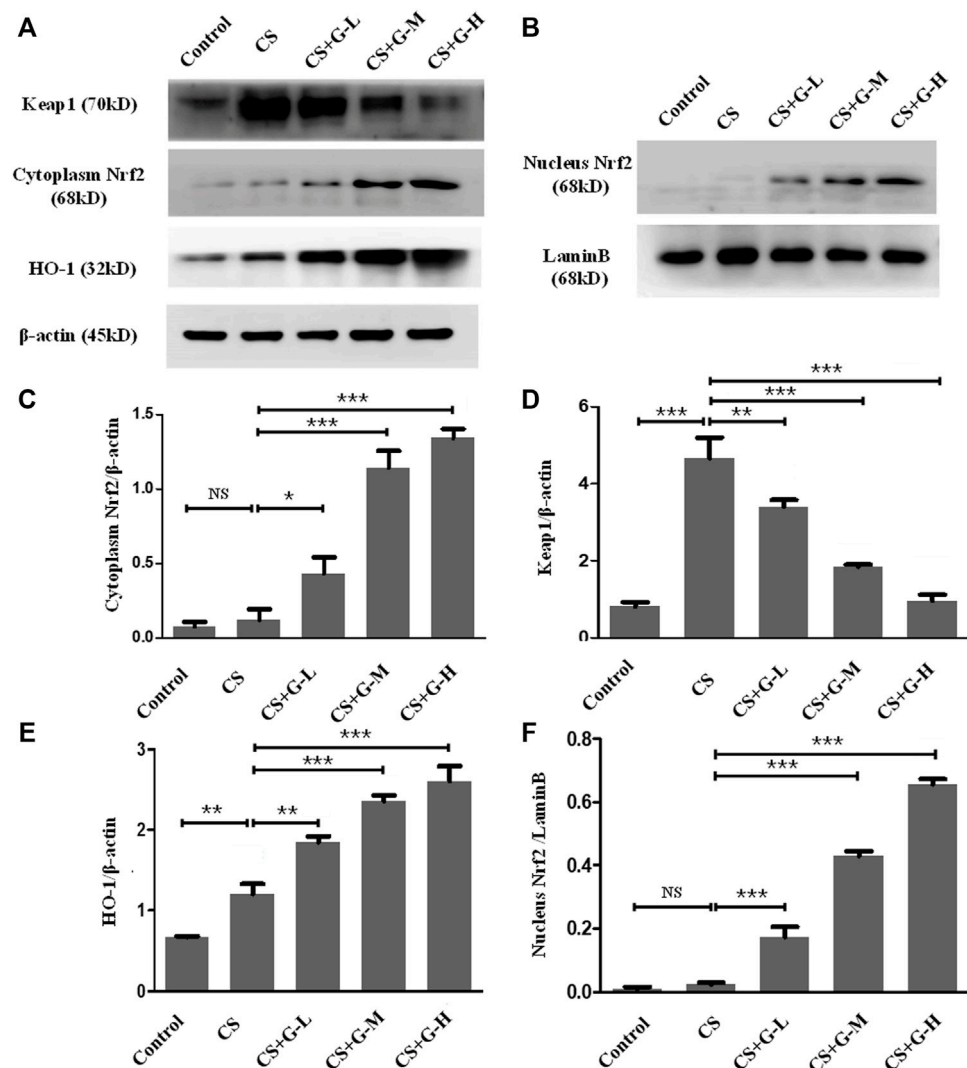 A
Control
CS
CS+G-L
CS+G-M
CS+G-H
Keap1 (70kD)
Cytoplasm Nrf2
(68kD)
HO-1 (32kD)
β-actin (45kD)
B
Control
CS
CS+G-L
CS+G-M
CS+G-H
Nucleus Nrf2
(68kD)
LaminB
(68kD)
C
Cytoplasm Nrf2/β-actin
1.5
1.0
0.5
0.0
NS
*
***
***
Control
CS
CS+G-L
CS+G-M
CS+G-H
D
Keap1/β-actin
6
4
2
0
***
**
***
***
Control
CS
CS+G-L
CS+G-M
CS+G-H
E
HO-1/β-actin
3
2
1
0
**
**
***
***
Control
CS
CS+G-L
CS+G-M
CS+G-H
F
Nucleus Nrf2 /LaminB
0.8
0.6
0.4
0.2
0.0
NS
***
***
***
Control
CS
CS+G-L
CS+G-M
CS+G-H